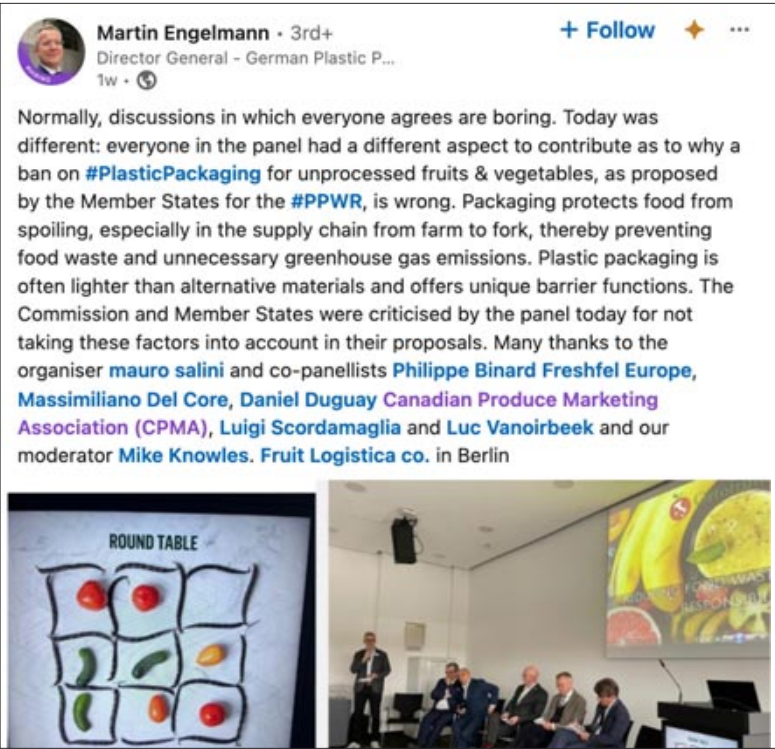 Martin Engelmann · 3rd+
+ Follow
Director General - German Plastic P...
1w ·
Normally, discussions in which everyone agrees are boring. Today was
different: everyone in the panel had a different aspect to contribute as to why a
ban on #PlasticPackaging for unprocessed fruits & vegetables, as proposed
by the Member States for the #PPWR, is wrong. Packaging protects food from
spoiling, especially in the supply chain from farm to fork, thereby preventing
food waste and unnecessary greenhouse gas emissions. Plastic packaging is
often lighter than alternative materials and offers unique barrier functions. The
Commission and Member States were criticised by the panel today for not
taking these factors into account in their proposals. Many thanks to the
organiser mauro salini and co-panellists Philippe Binard Freshfel Europe,
Massimiliano Del Core, Daniel Duguay Canadian Produce Marketing
Association (CPMA), Luigi Scordamaglia and Luc Vanoirbeek and our
moderator Mike Knowles. Fruit Logistica co. in Berlin
ROUND TABLE